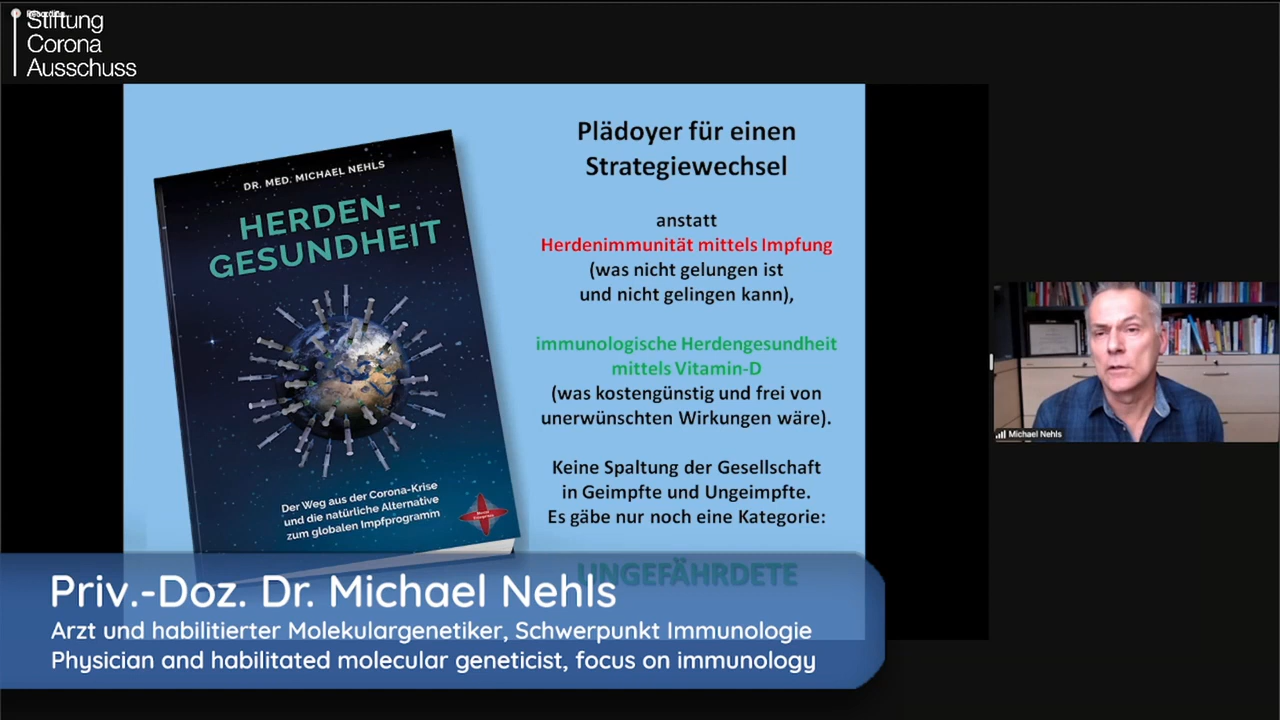 Stiftung
Corona
Ausschuss
DR. MED. MICHAEL NEHLS
HERDEN-
GESUNDHEIT
Der Weg aus der Corona-Krise
und die natürliche Alternative
zum globalen Impfprogramm
Plädoyer für einen
Strategiewechsel
anstatt
Herdenimmunität mittels Impfung
(was nicht gelungen ist
und nicht gelingen kann),
immunologische Herdengesundheit
mittels Vitamin-D
(was kostengünstig und frei von
unerwünschten Wirkungen wäre).
Keine Spaltung der Gesellschaft
in Geimpfte und Ungeimpfte.
Es gäbe nur noch eine Kategorie:
UNGEFÄHRDETE
Michael Nehls
Priv.-Doz. Dr. Michael Nehls
Arzt und habilitierter Molekulargenetiker, Schwerpunkt Immunologie
Physician and habilitated molecular geneticist, focus on immunology